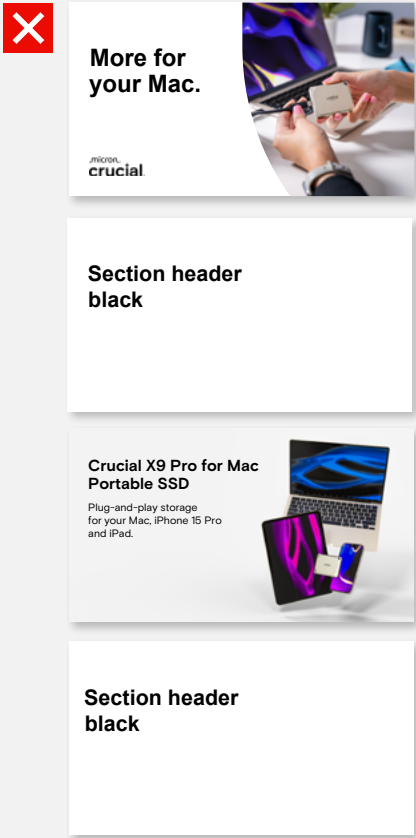 More for
your Mac.
micron
crucial
Section header
black
Crucial X9 Pro for Mac
Portable SSD
Plug-and-play storage
for your Mac, iPhone 15 Pro
and iPad.
Section header
black